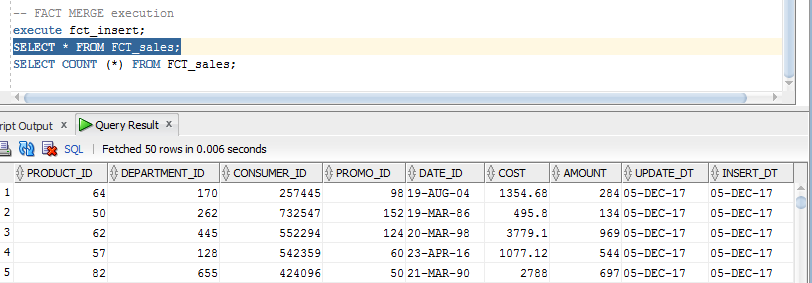 -- FACT MERGE execution
execute fct_insert;
SELECT * FROM FCT_sales;
SELECT COUNT (*) FROM FCT_sales;
ript Output x Query Result x
SQL | Fetched 50 rows in 0.006 seconds
PRODUCT_ID DEPARTMENT_ID CONSUMER_ID PROMO_ID DATE_ID COST AMOUNT UPDATE_DT INSERT_DT
1 64 170 257445 98 19-AUG-04 1354.68 284 05-DEC-17 05-DEC-17
2 50 262 732547 152 19-MAR-86 495.8 134 05-DEC-17 05-DEC-17
3 62 445 552294 124 20-MAR-98 3779.1 969 05-DEC-17 05-DEC-17
4 57 128 542359 60 23-APR-16 1077.12 544 05-DEC-17 05-DEC-17
5 82 655 424096 50 21-MAR-90 2788 697 05-DEC-17 05-DEC-17